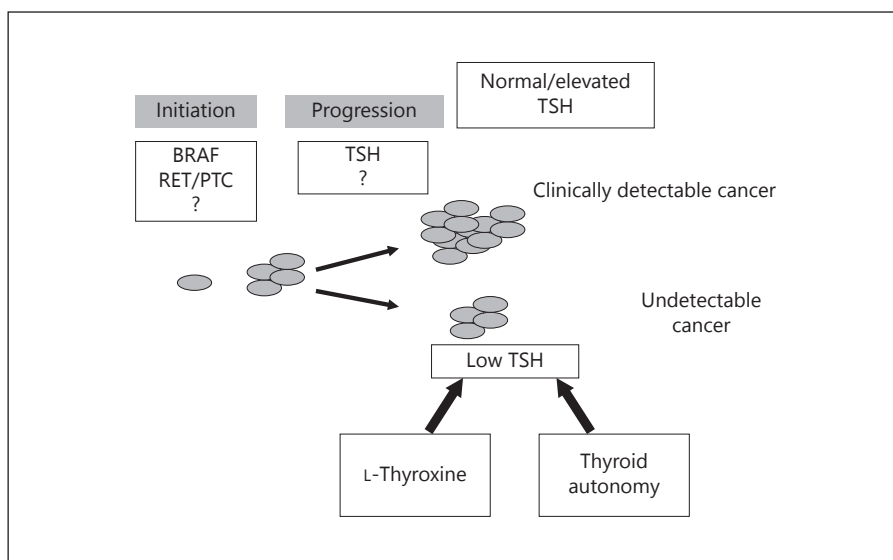 Normal/elevated
TSH
Initiation
Progression
BRAF
RET/PTC
?
TSH
?
Clinically detectable cancer
Undetectable
cancer
Low TSH
L-Thyroxine
Thyroid
autonomy